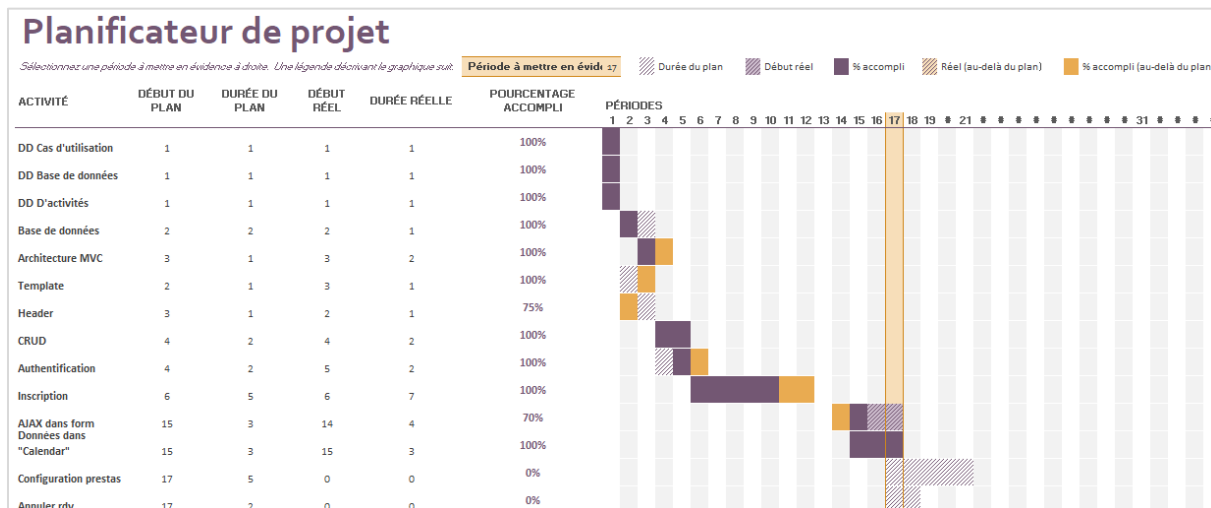 Planificateur de projet
Sélectionnez une période à mettre en évidence à droite. Une légende décrivant le graphique suit. Période à mettre en évide 17 Durée du plan Début réel % accompli Réel (au-delà du plan) % accompli (au-delà du plan
ACTIVITÉ DÉBUT DU PLAN DURÉE DU PLAN DÉBUT RÉEL DURÉE RÉELLE POURCENTAGE ACCOMPLI PÉRIODES
1 2 3 4 5 6 7 8 9 10 11 12 13 14 15 16 17 18 19 # 21 # # # # # # # # # 31 # # # #
DD Cas d'utilisation 1 1 1 1 100%
DD Base de données 1 1 1 1 100%
DD D'activités 1 1 1 1 100%
Base de données 2 2 2 1 100%
Architecture MVC 3 1 3 2 100%
Template 2 1 3 1 100%
Header 3 1 2 1 75%
CRUD 4 2 4 2 100%
Authentification 4 2 5 2 100%
Inscription 6 5 6 7 100%
AJAX dans form 15 3 14 4 70%
Données dans
"Calendar" 15 3 15 3 100%
Configuration prestas 17 5 0 0 0%
Annuler rdv 17 2 0 0 0%